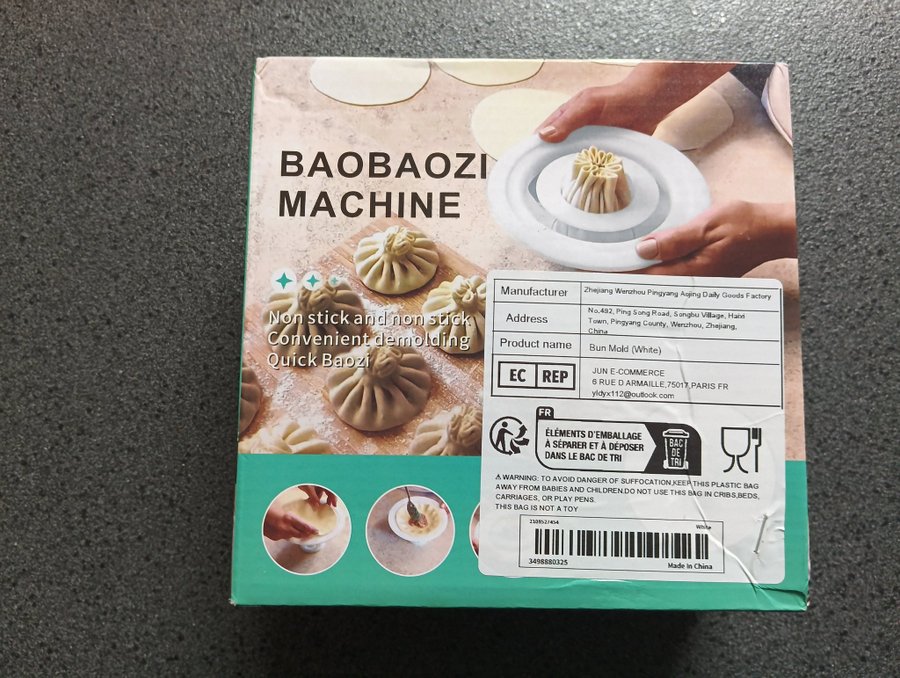 BAOBAOZI
MACHINE
Non stick and non stick
Convenient demolding
Quick Baozi
Manufacturer Zhejiang Wenzhou Pingyang Aojing Daily Goods Factory
Address No.492, Ping Song Road, Songbu Village, Haixi
Town, Pingyang County, Wenzhou, Zhejiang,
China
Product name Bun Mold (White)
EC REP JUN E-COMMERCE
6 RUE D ARMAILLE,75017,PARIS FR
yldyx112@outlook.com
FR
ÉLÉMENTS D'EMBALLAGE
À SÉPARER ET À DÉPOSER
DANS LE BAC DE TRI
BAC
DE
TRI
⚠ WARNING: TO AVOID DANGER OF SUFFOCATION,KEEP THIS PLASTIC BAG
AWAY FROM BABIES AND CHILDREN.DO NOT USE THIS BAG IN CRIBS,BEDS,
CARRIAGES, OR PLAY PENS.
THIS BAG IS NOT A TOY
White
3498880325 Made In China